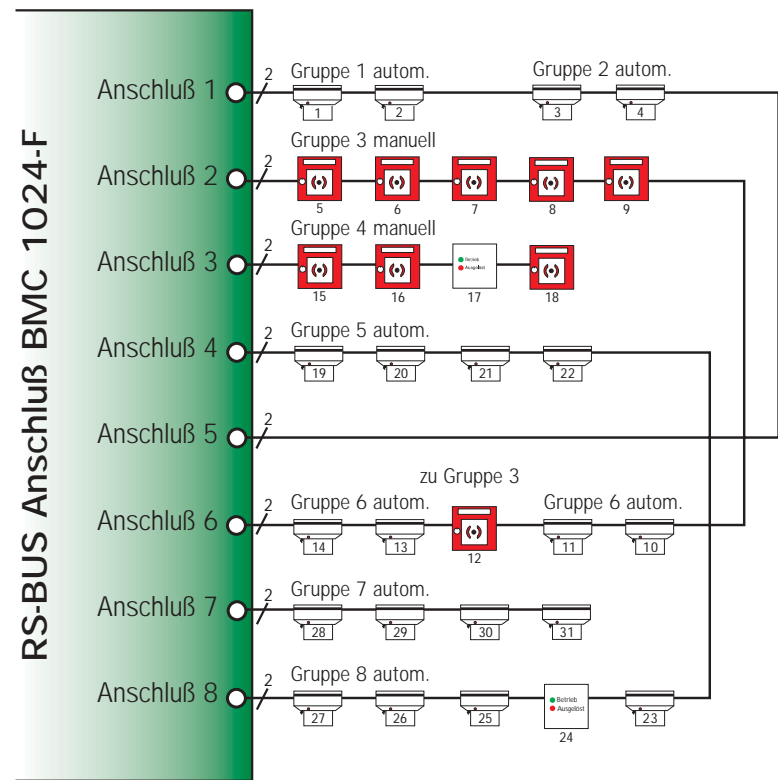 RS-BUS Anschluß BMC 1024-F
Anschluß 1
2
Gruppe 1 autom.
Gruppe 2 autom.
1
2
3
4
Anschluß 2
2
Gruppe 3 manuell
5
6
7
8
9
Anschluß 3
2
Gruppe 4 manuell
Betrieb
Ausgelöst
15
16
17
18
Anschluß 4
2
Gruppe 5 autom.
19
20
21
22
Anschluß 5
2
zu Gruppe 3
Anschluß 6
2
Gruppe 6 autom.
Gruppe 6 autom.
14
13
12
11
10
Anschluß 7
2
Gruppe 7 autom.
28
29
30
31
Anschluß 8
2
Gruppe 8 autom.
Betrieb
Ausgelöst
27
26
25
24
23